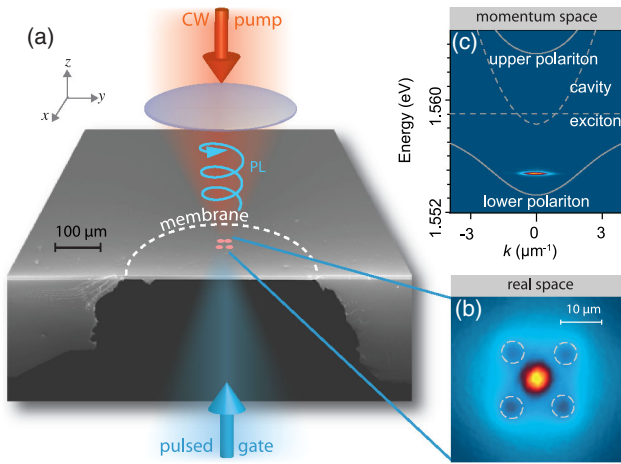 (a)
CW pump
z
y
x
PL
membrane
100 μm
pulsed gate
momentum space
(c)
upper polariton
cavity
exciton
lower polariton
Energy (eV)
1.560
1.552
-3 0 3
k (μm⁻¹)
real space
(b)
10 μm